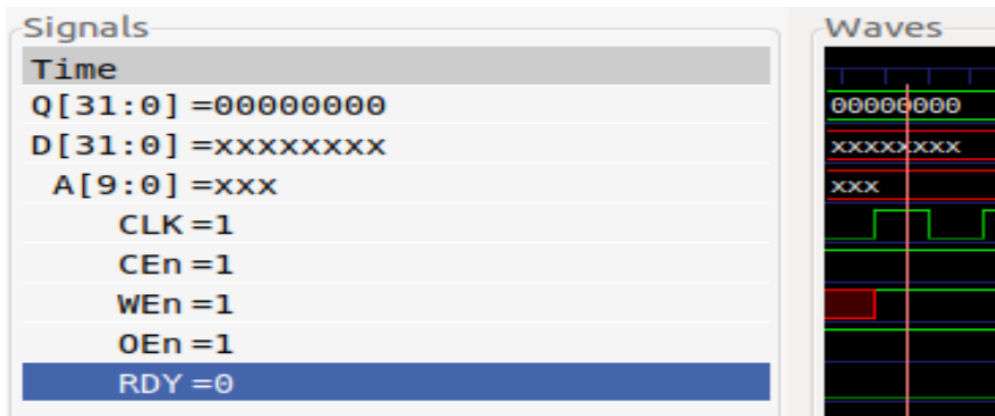 Signals
Time
Q[31:0] =00000000
D[31:0] =xxxxxxxx
A[9:0] =xxx
CLK =1
CEn =1
WEn =1
OEn =1
RDY =0
Waves
00000000
xxxxxxxx
xxx